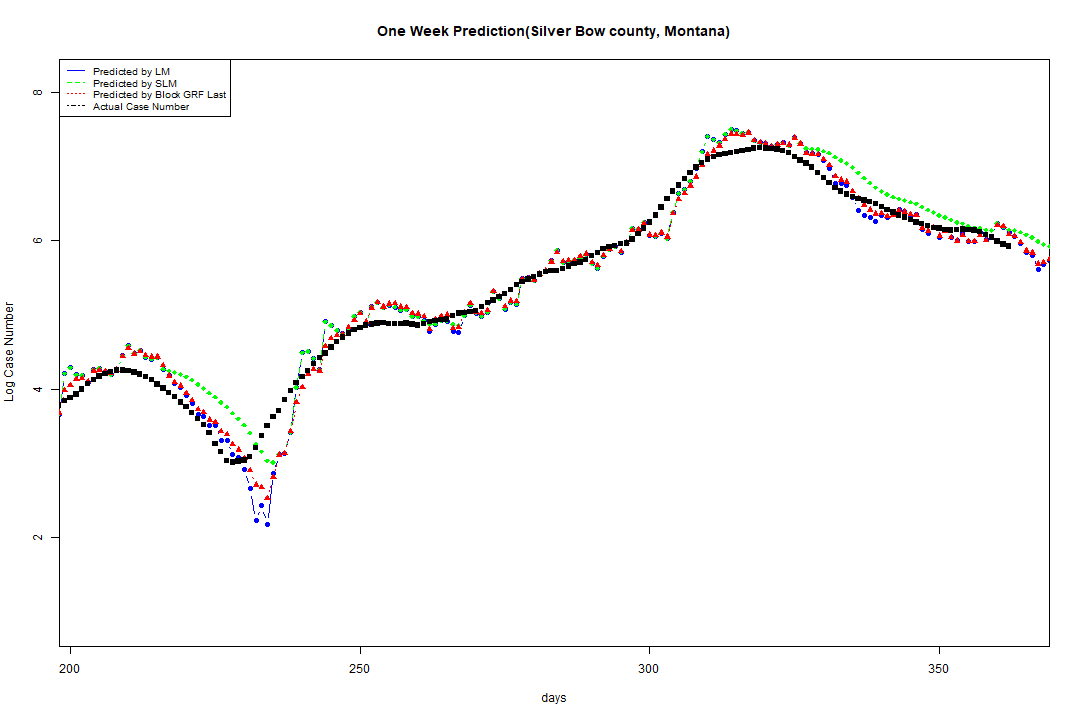 One Week Prediction(Silver Bow county, Montana)
Predicted by LM
Predicted by SLM
Predicted by Block GRF Last
Actual Case Number
8
6
4
2
Log Case Number
200 250 300 350
days